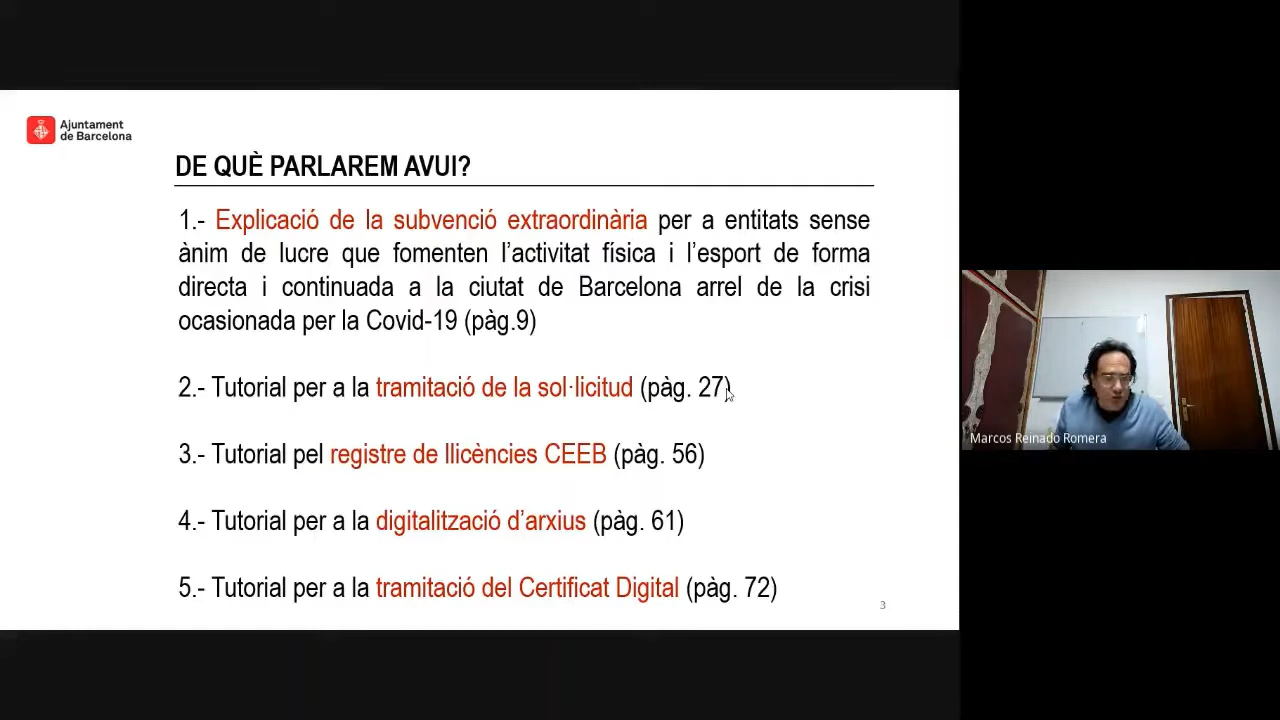 Ajuntament
de Barcelona
DE QUÈ PARLAREM AVUI?
1.- Explicació de la subvenció extraordinària per a entitats sense
ànim de lucre que fomenten l’activitat física i l’esport de forma
directa i continuada a la ciutat de Barcelona arrel de la crisi
ocasionada per la Covid-19 (pàg.9)
2.- Tutorial per a la tramitació de la sol·licitud (pàg. 27)
3.- Tutorial pel registre de llicències CEEB (pàg. 56)
4.- Tutorial per a la digitalització d’arxius (pàg. 61)
5.- Tutorial per a la tramitació del Certificat Digital (pàg. 72)
3
Marcos Reinado Romera